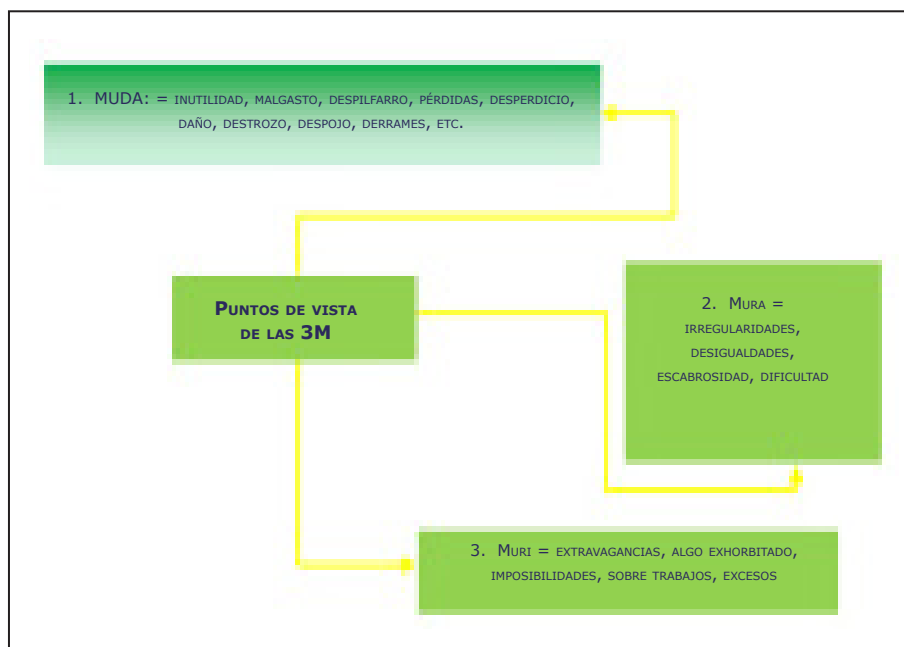 1. MUDA: = INUTILIDAD, MALGASTO, DESPILFARRO, PÉRDIDAS, DESPERDICIO,
DAÑO, DESTROZO, DESPOJO, DERRAMES, ETC.
PUNTOS DE VISTA
DE LAS 3M
2. MURA =
IRREGULARIDADES,
DESIGUALDADES,
ESCABROSIDAD, DIFICULTAD
3. MURI = EXTRAVAGANCIAS, ALGO EXHORBITADO,
IMPOSIBILIDADES, SOBRE TRABAJOS, EXCESOS